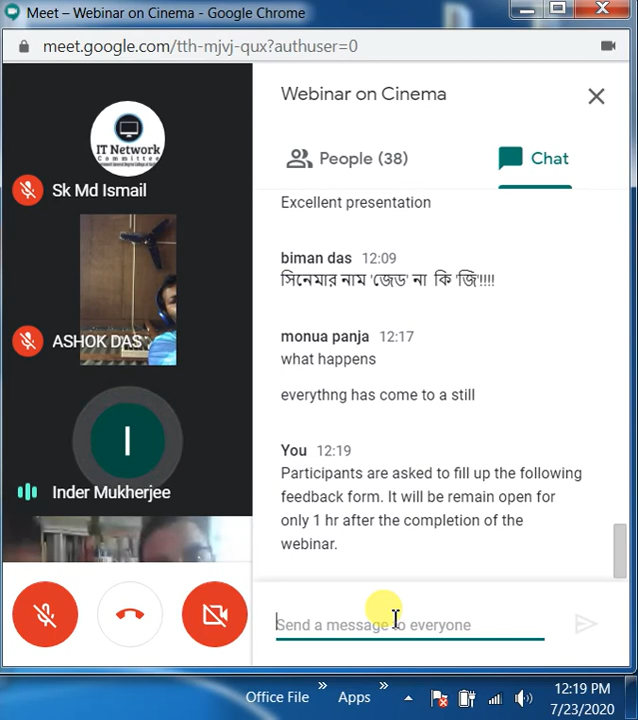 Meet – Webinar on Cinema - Google Chrome
meet.google.com/tth-mjvj-qux?authuser=0
IT Network
Committee
Sk Md Ismail
ASHOK DAS
I
Inder Mukherjee
Webinar on Cinema
People (38)
Chat
Excellent presentation
biman das 12:09
সিনেমার নাম 'জেড' না কি 'জি'!!!!
monua panja 12:17
what happens
everythng has come to a still
You 12:19
Participants are asked to fill up the following
feedback form. It will be remain open for
only 1 hr after the completion of the
webinar.
Send a message to everyone
Office File » Apps »
12:19 PM
7/23/2020